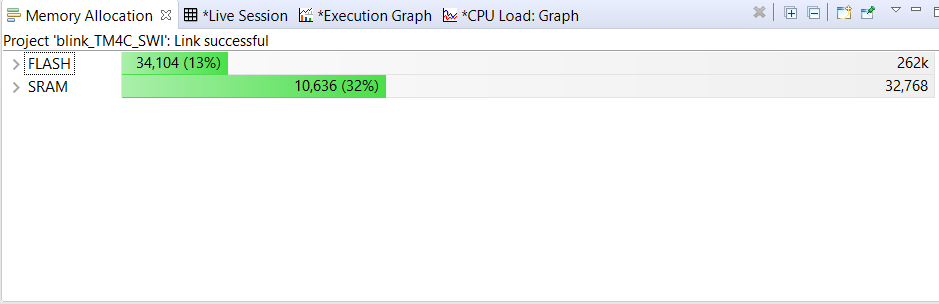 Memory Allocation *Live Session *Execution Graph *CPU Load: Graph
Project 'blink_TM4C_SWI': Link successful
FLASH 34,104 (13%) 262k
SRAM 10,636 (32%) 32,768